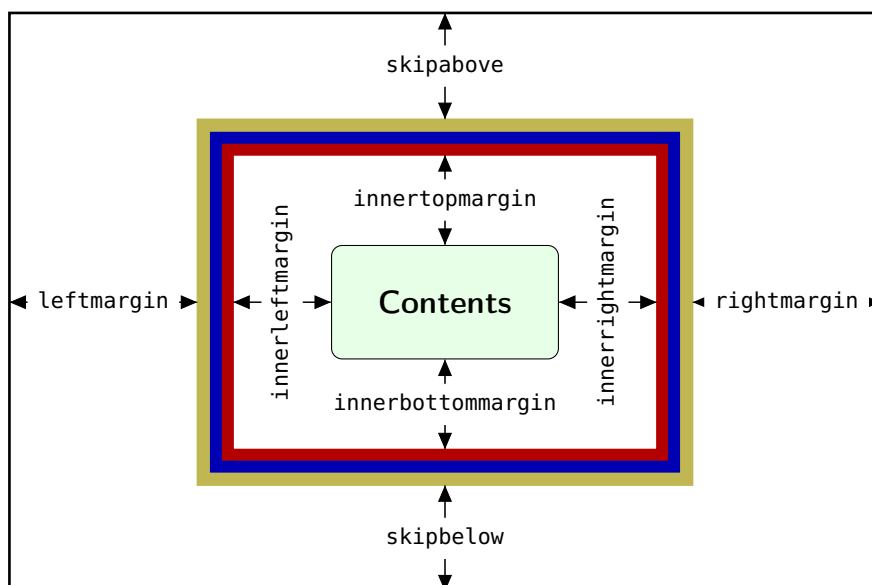 skipabove
innertopmargin
leftmargin
innerleftmargin
Contents
innerrightmargin
rightmargin
innerbottommargin
skipbelow